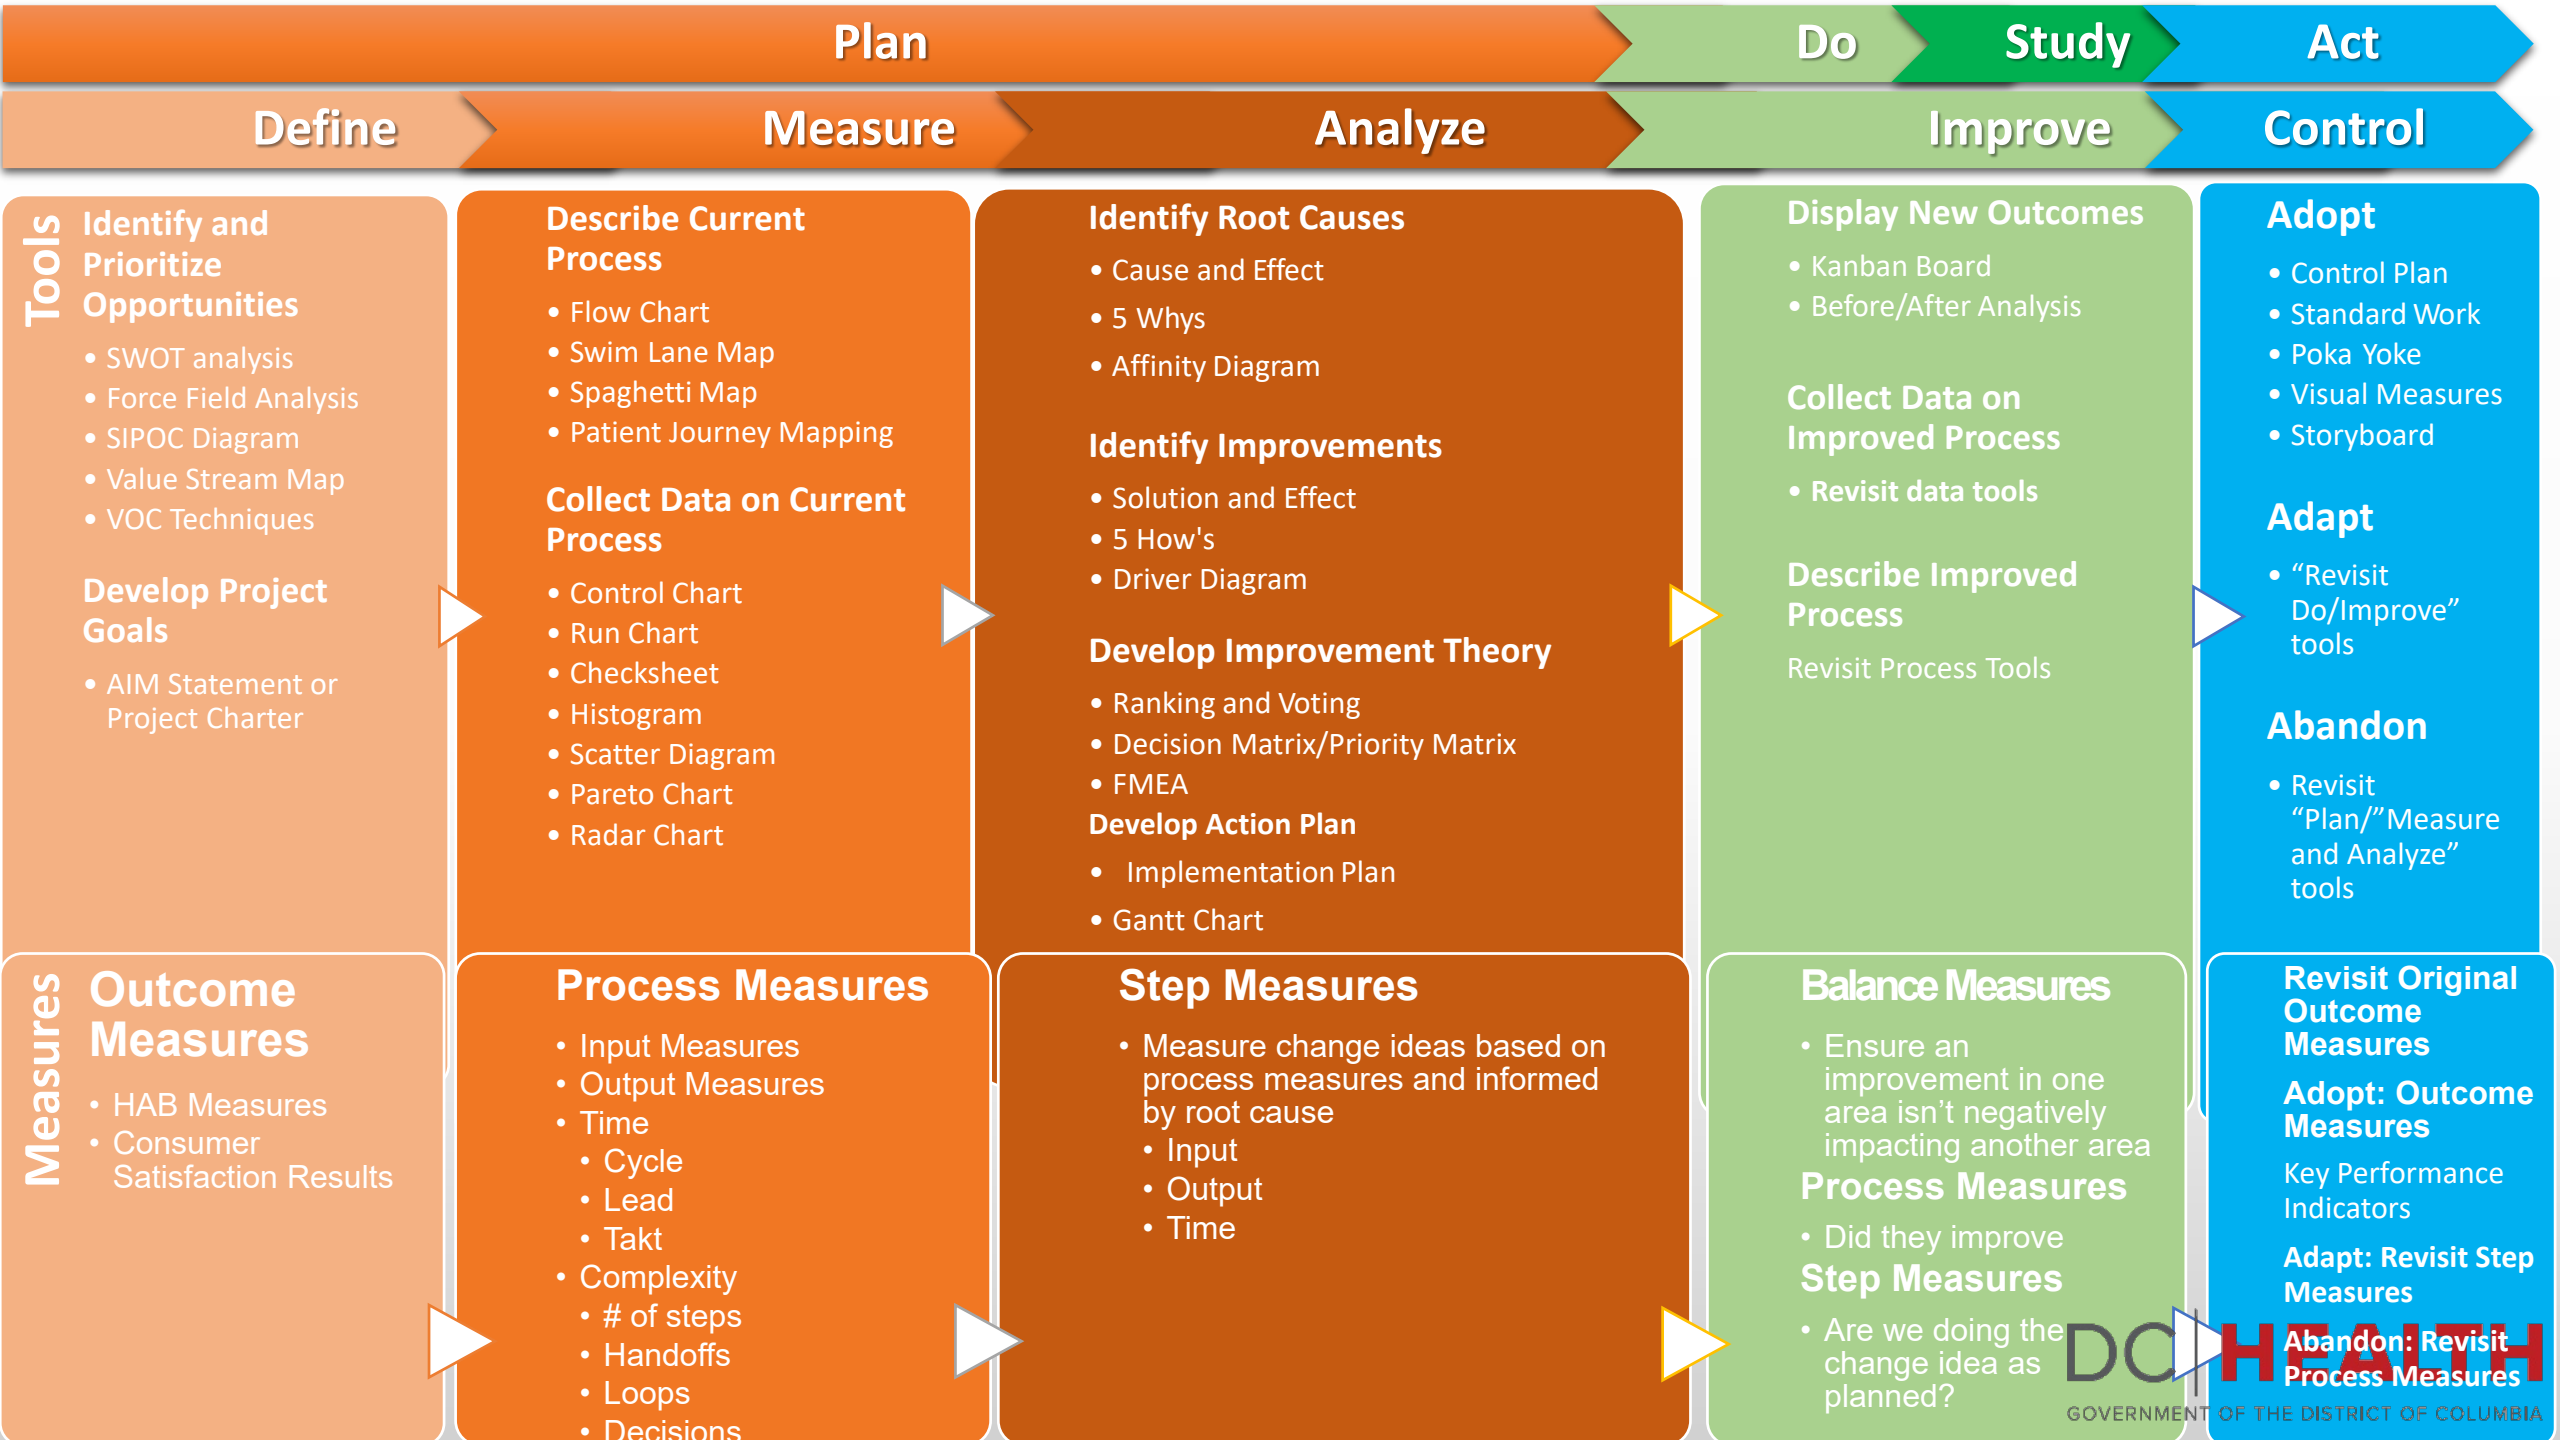 Plan
Do
Study
Act
Define
Measure
Analyze
Improve
Control
Tools
Identify and
Prioritize
Opportunities
• SWOT analysis
• Force Field Analysis
• SIPOC Diagram
• Value Stream Map
• VOC Techniques
Develop Project
Goals
• AIM Statement or
Project Charter
Describe Current
Process
• Flow Chart
• Swim Lane Map
• Spaghetti Map
• Patient Journey Mapping
Collect Data on Current
Process
• Control Chart
• Run Chart
• Checksheet
• Histogram
• Scatter Diagram
• Pareto Chart
• Radar Chart
Identify Root Causes
• Cause and Effect
• 5 Whys
• Affinity Diagram
Identify Improvements
• Solution and Effect
• 5 How's
• Driver Diagram
Develop Improvement Theory
• Ranking and Voting
• Decision Matrix/Priority Matrix
• FMEA
Develop Action Plan
• Implementation Plan
• Gantt Chart
Display New Outcomes
• Kanban Board
• Before/After Analysis
Collect Data on
Improved Process
• Revisit data tools
Describe Improved
Process
Revisit Process Tools
Adopt
• Control Plan
• Standard Work
• Poka Yoke
• Visual Measures
• Storyboard
Adapt
• “Revisit
Do/Improve”
tools
Abandon
• Revisit
“Plan/”Measure
and Analyze”
tools
Measures
Outcome
Measures
• HAB Measures
• Consumer
Satisfaction Results
Process Measures
• Input Measures
• Output Measures
• Time
• Cycle
• Lead
• Takt
• Complexity
• # of steps
• Handoffs
• Loops
• Decisions
Step Measures
• Measure change ideas based on
process measures and informed
by root cause
• Input
• Output
• Time
Balance Measures
• Ensure an
improvement in one
area isn’t negatively
impacting another area
Process Measures
• Did they improve
Step Measures
• Are we doing the
change idea as
planned?
Revisit Original
Outcome
Measures
Adopt: Outcome
Measures
Key Performance
Indicators
Adapt: Revisit Step
Measures
Abandon: Revisit
Process Measures
DC HEALTH
GOVERNMENT OF THE DISTRICT OF COLUMBIA